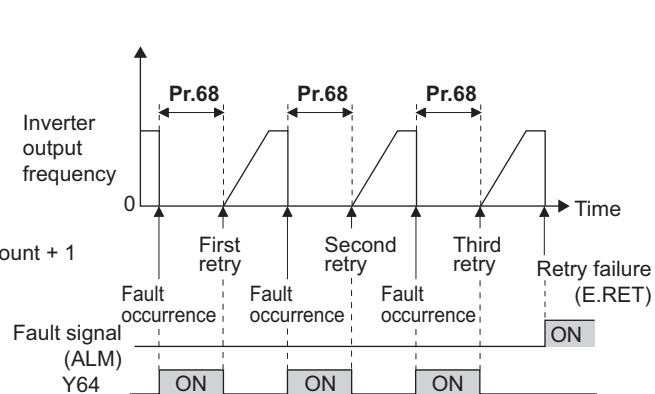 Pr.68 Pr.68 Pr.68
Inverter
output
frequency
0
Time
ount + 1
First
retry
Second
retry
Third
retry
Retry failure
(E.RET)
Fault
occurrence
Fault
occurrence
Fault
occurrence
Fault signal
(ALM)
ON
Y64
ON ON ON